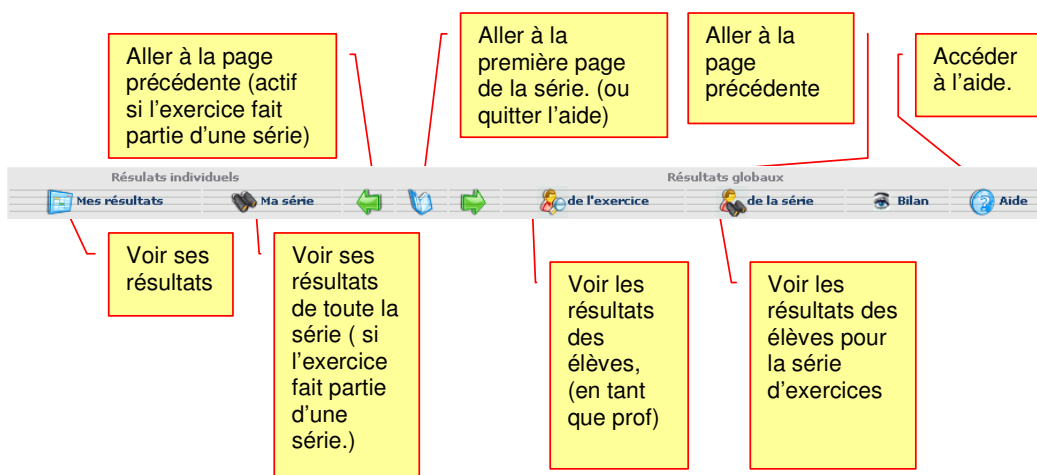 Aller à la page
précédente (actif
si l'exercice fait
partie d'une série)
Aller à la
première page
de la série. (ou
quitter l'aide)
Aller à la
page
précédente
Accéder
à l'aide.
Résulats individuels
Résultats globaux
Mes résultats
Ma série
de l'exercice
de la série
Bilan
Aide
Voir ses
résultats
Voir ses
résultats
de toute la
série ( si
l'exercice
fait partie
d'une
série.)
Voir les
résultats
des
élèves,
(en tant
que prof)
Voir les
résultats des
élèves pour
la série
d'exercices